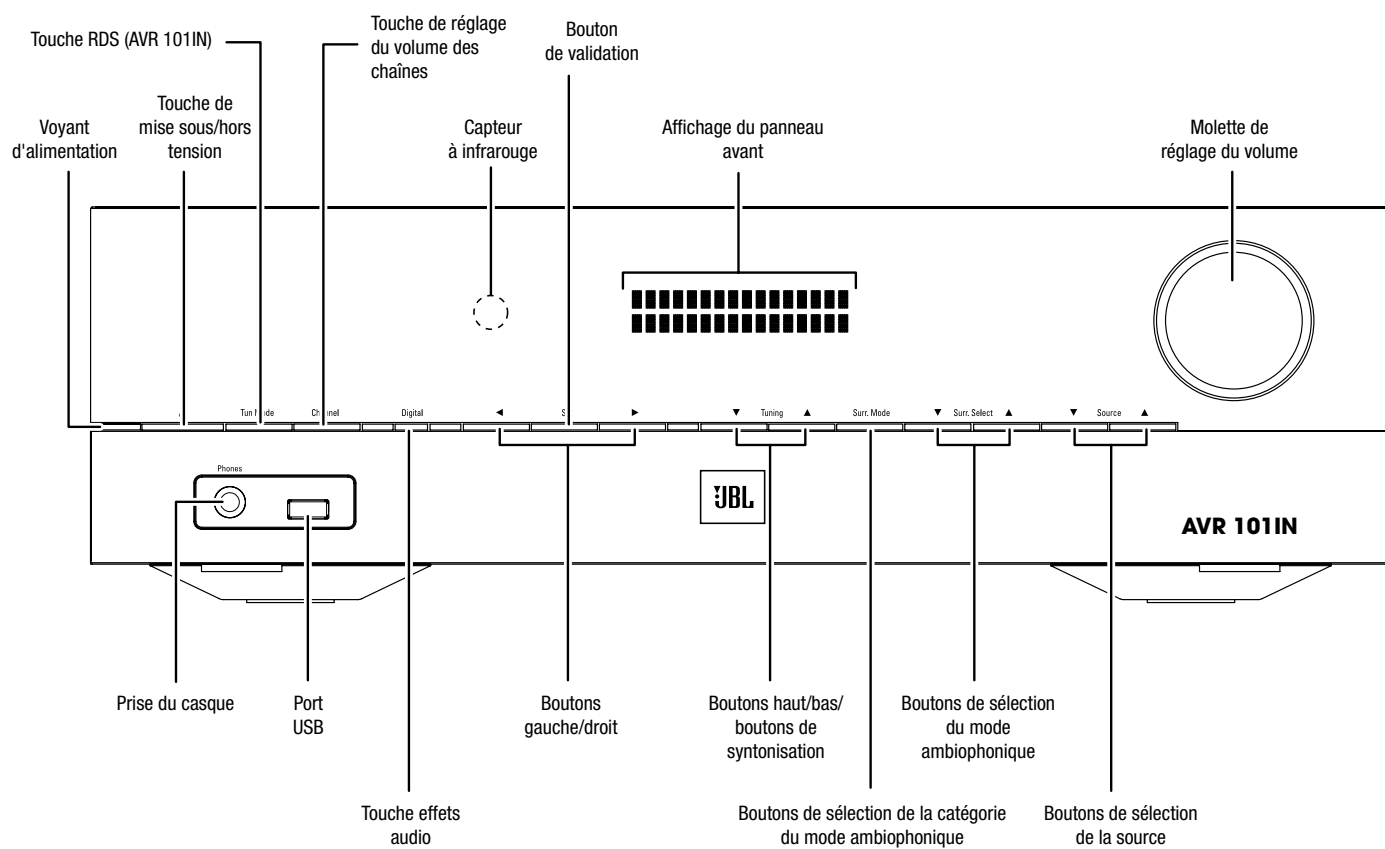 Touche RDS (AVR 101IN)
Touche de réglage
du volume des
chaînes
Bouton
de validation
Voyant
d'alimentation
Touche de
mise sous/hors
tension
Capteur
à infrarouge
Affichage du panneau
avant
Molette de
réglage du volume
Channel
Digital
◄
►
▼ Tuning ▲
Surr. Mode
▼ Surr. Select ▲
▼ Source ▲
Phones
JBL
AVR 101IN
Prise du casque
Port
USB
Boutons
gauche/droit
Boutons haut/bas/
boutons de
syntonisation
Boutons de sélection
du mode
ambiophonique
Touche effets
audio
Boutons de sélection de la catégorie
du mode ambiophonique
Boutons de sélection
de la source